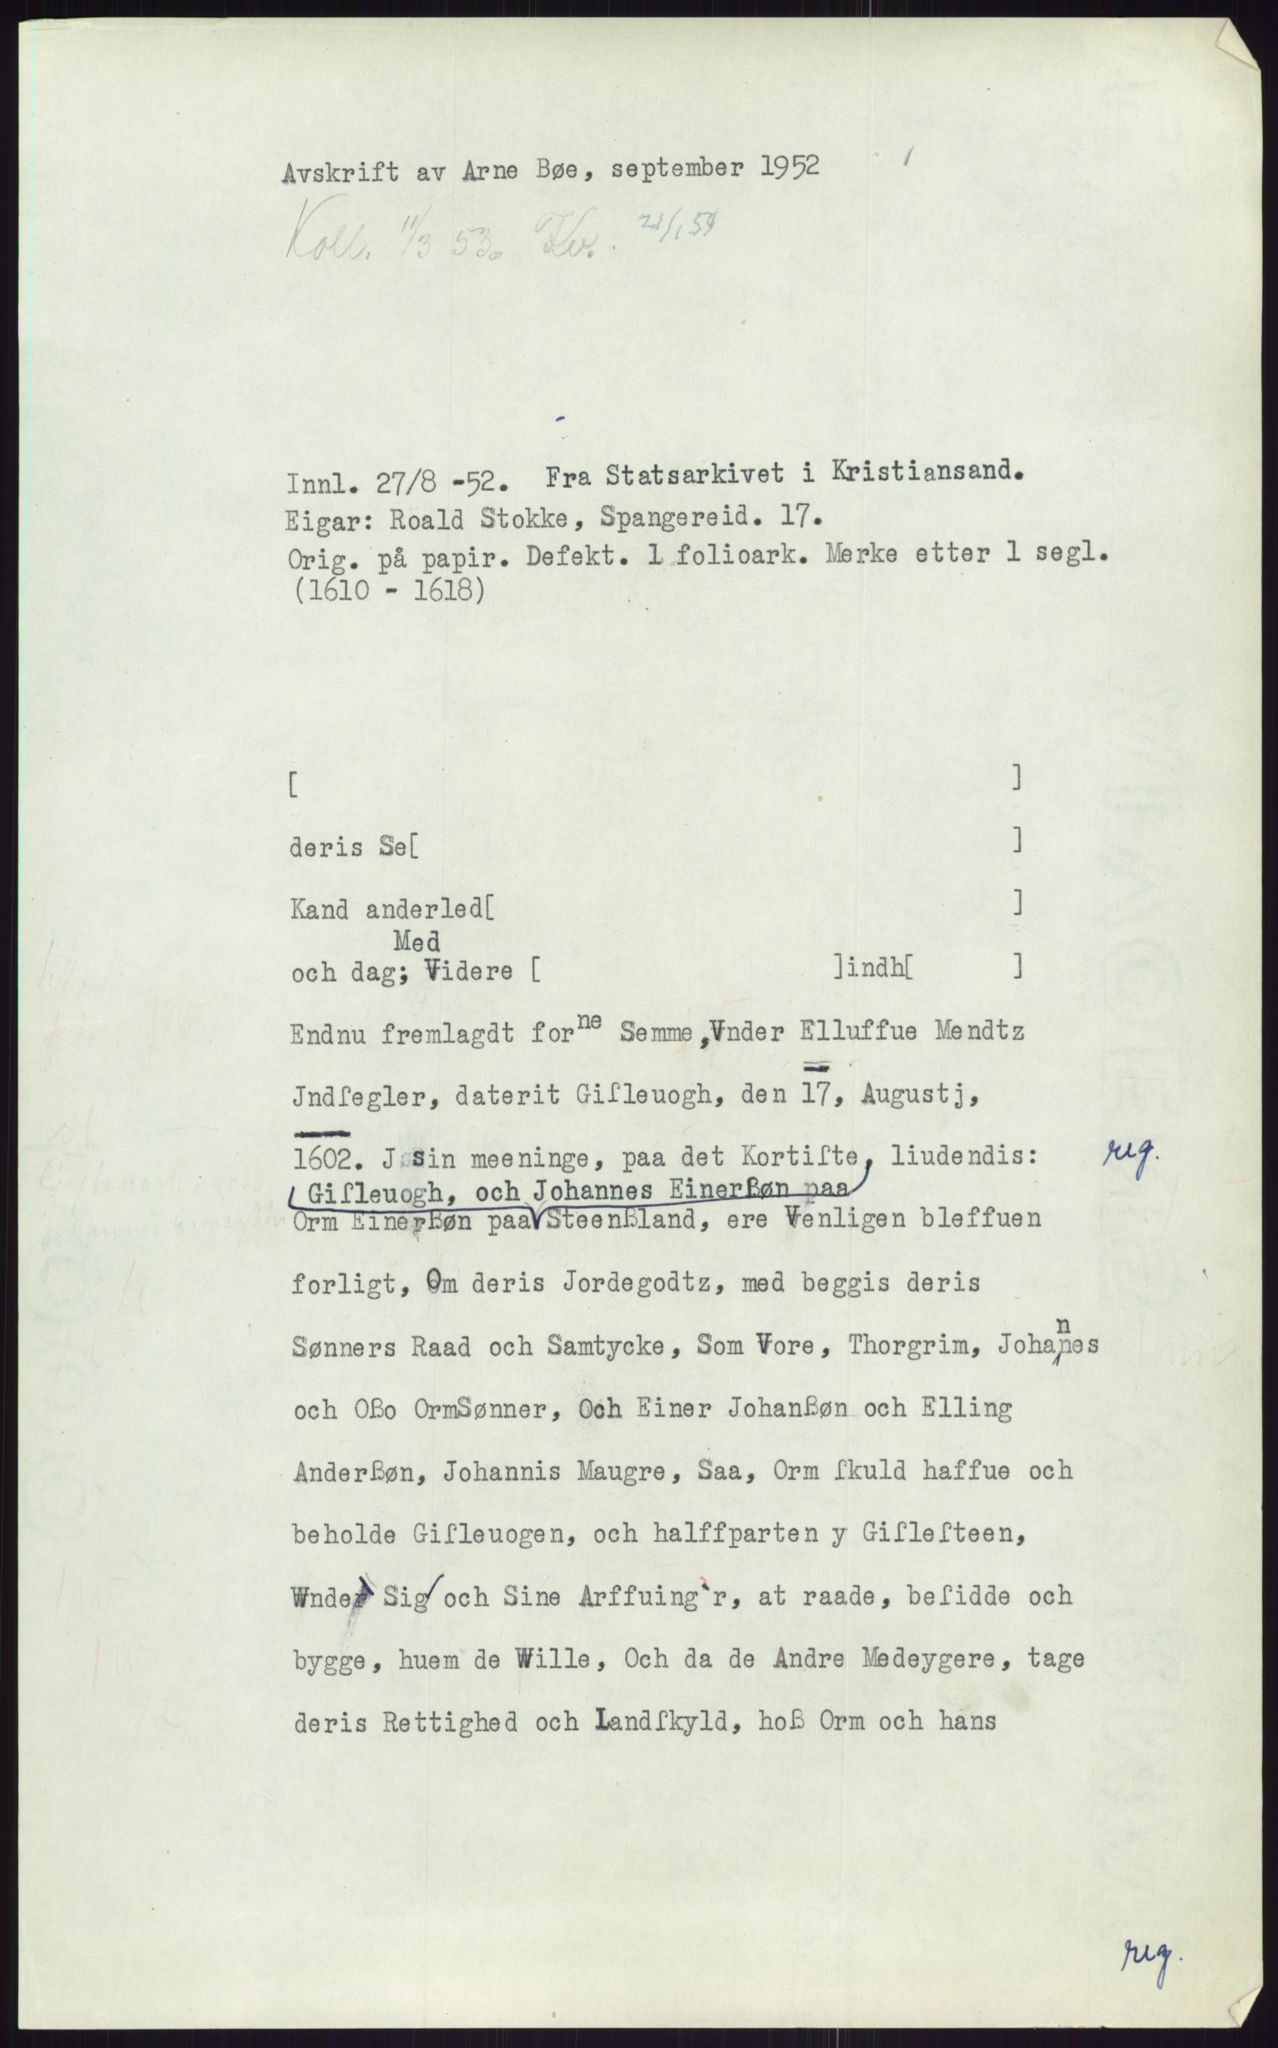 Avskrift av Arne Bøe, september 1952
Koll. 11/3 53. Kv.
Innl. 27/8 -52. Fra Statsarkivet i Kristiansand.
Eigar: Roald Stokke, Spangereid. 17.
Orig. på papir. Defekt. 1 folioark. Merke etter 1 segl.
(1610 - 1618)
[ ]
deris Se[ ]
Kand anderled[ ]
Med
och dag; Videre [ ]indh[ ]
Endnu fremlagdt forne Semme, Vnder Elluffue Mendtz
Jndſegler, daterit Giſleuogh, den 17, Augustj,
1602. J sin meeninge, paa det Kortiſte, liudendis: reg.
Giſleuogh, och Johannes Einerßøn paa
Orm Einerßøn paa Steenßland, ere Venligen bleffuen
forligt, Om deris Jordegodtz, med beggis deris
Sønners Raad och Samtycke, Som Vore, Thorgrim, Johannes
och Oßo OrmSønner, Och Einer Johanßøn och Elling
Anderßøn, Johannis Maugre, Saa, Orm ſkuld haffue och
beholde Giſleuogen, och halffparten y Giſleſteen,
Wnder Sig och Sine Arffuing'r, at raade, beſidde och
bygge, huem de Wille, Och da de Andre Medeygere, tage
deris Rettighed och Landſkyld, hoß Orm och hans
reg.